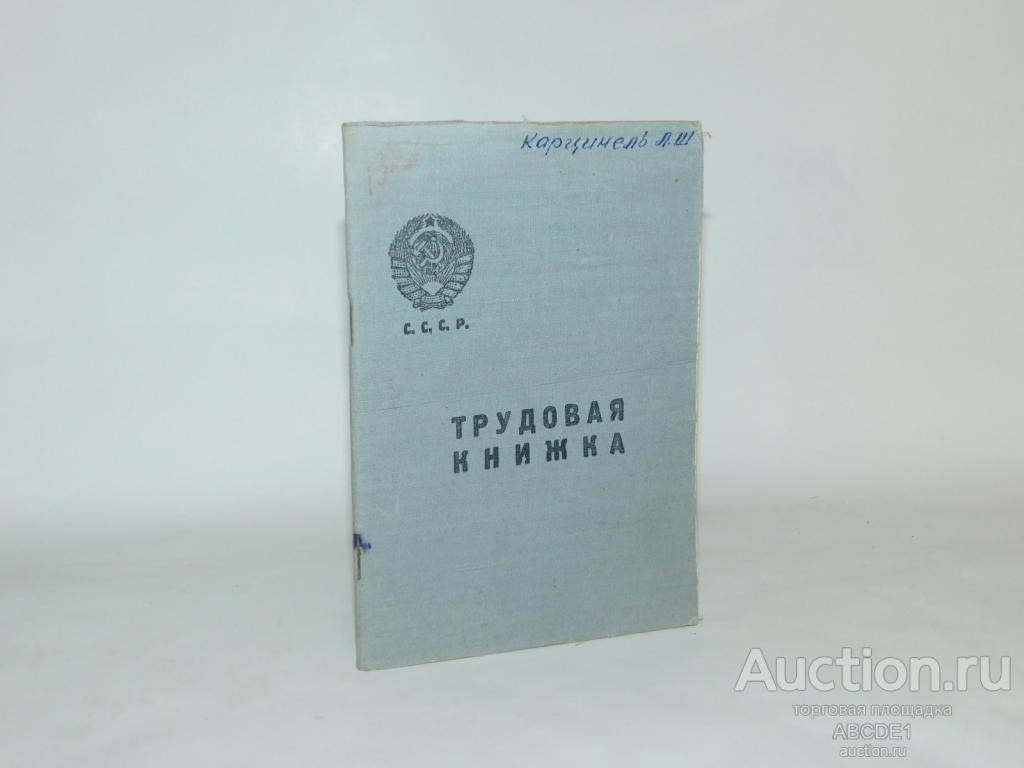 Карцинель Л.Ш
С. С. С. Р.
ТРУДОВАЯ
КНИЖКА
Auction.ru
торговая площадка
ABCDE1
auction.ru